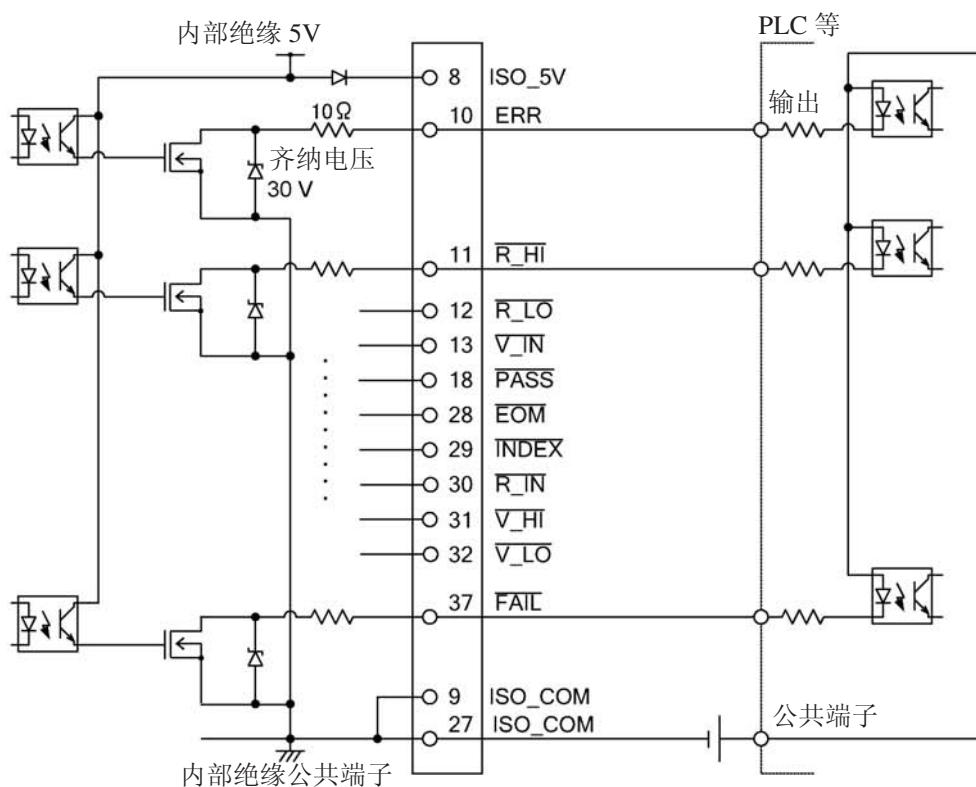 内部绝缘 5V
PLC 等
8 ISO_5V
输出
10Ω
10 ERR
齐纳电压
30 V
11 R_HI
12 R_LO
13 V_IN
18 PASS
28 EOM
29 INDEX
30 R_IN
31 V_HI
32 V_LO
37 FAIL
9 ISO_COM
27 ISO_COM
公共端子
内部绝缘公共端子